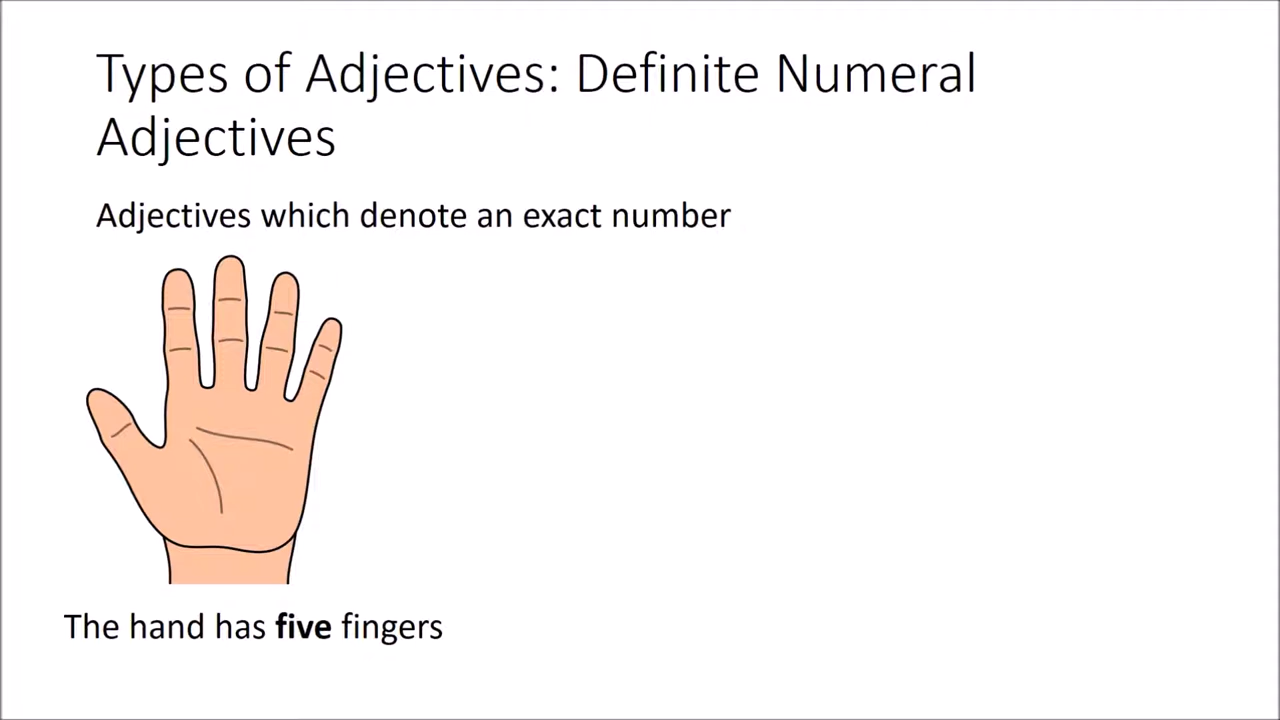 Types of Adjectives: Definite Numeral
Adjectives
Adjectives which denote an exact number
The hand has five fingers